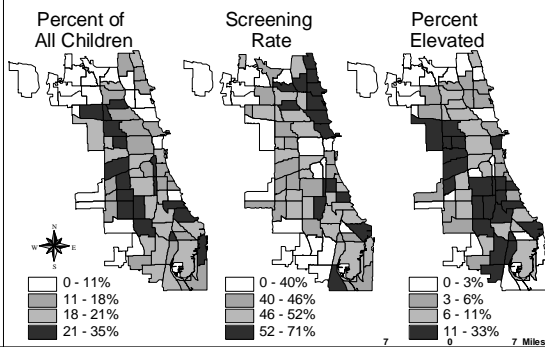 Percent of
All Children
Screening
Rate
Percent
Elevated
N
W E
S
0 - 11%
11 - 18%
18 - 21%
21 - 35%
0 - 40%
40 - 46%
46 - 52%
52 - 71%
0 - 3%
3 - 6%
6 - 11%
11 - 33%
7 0 7 Miles